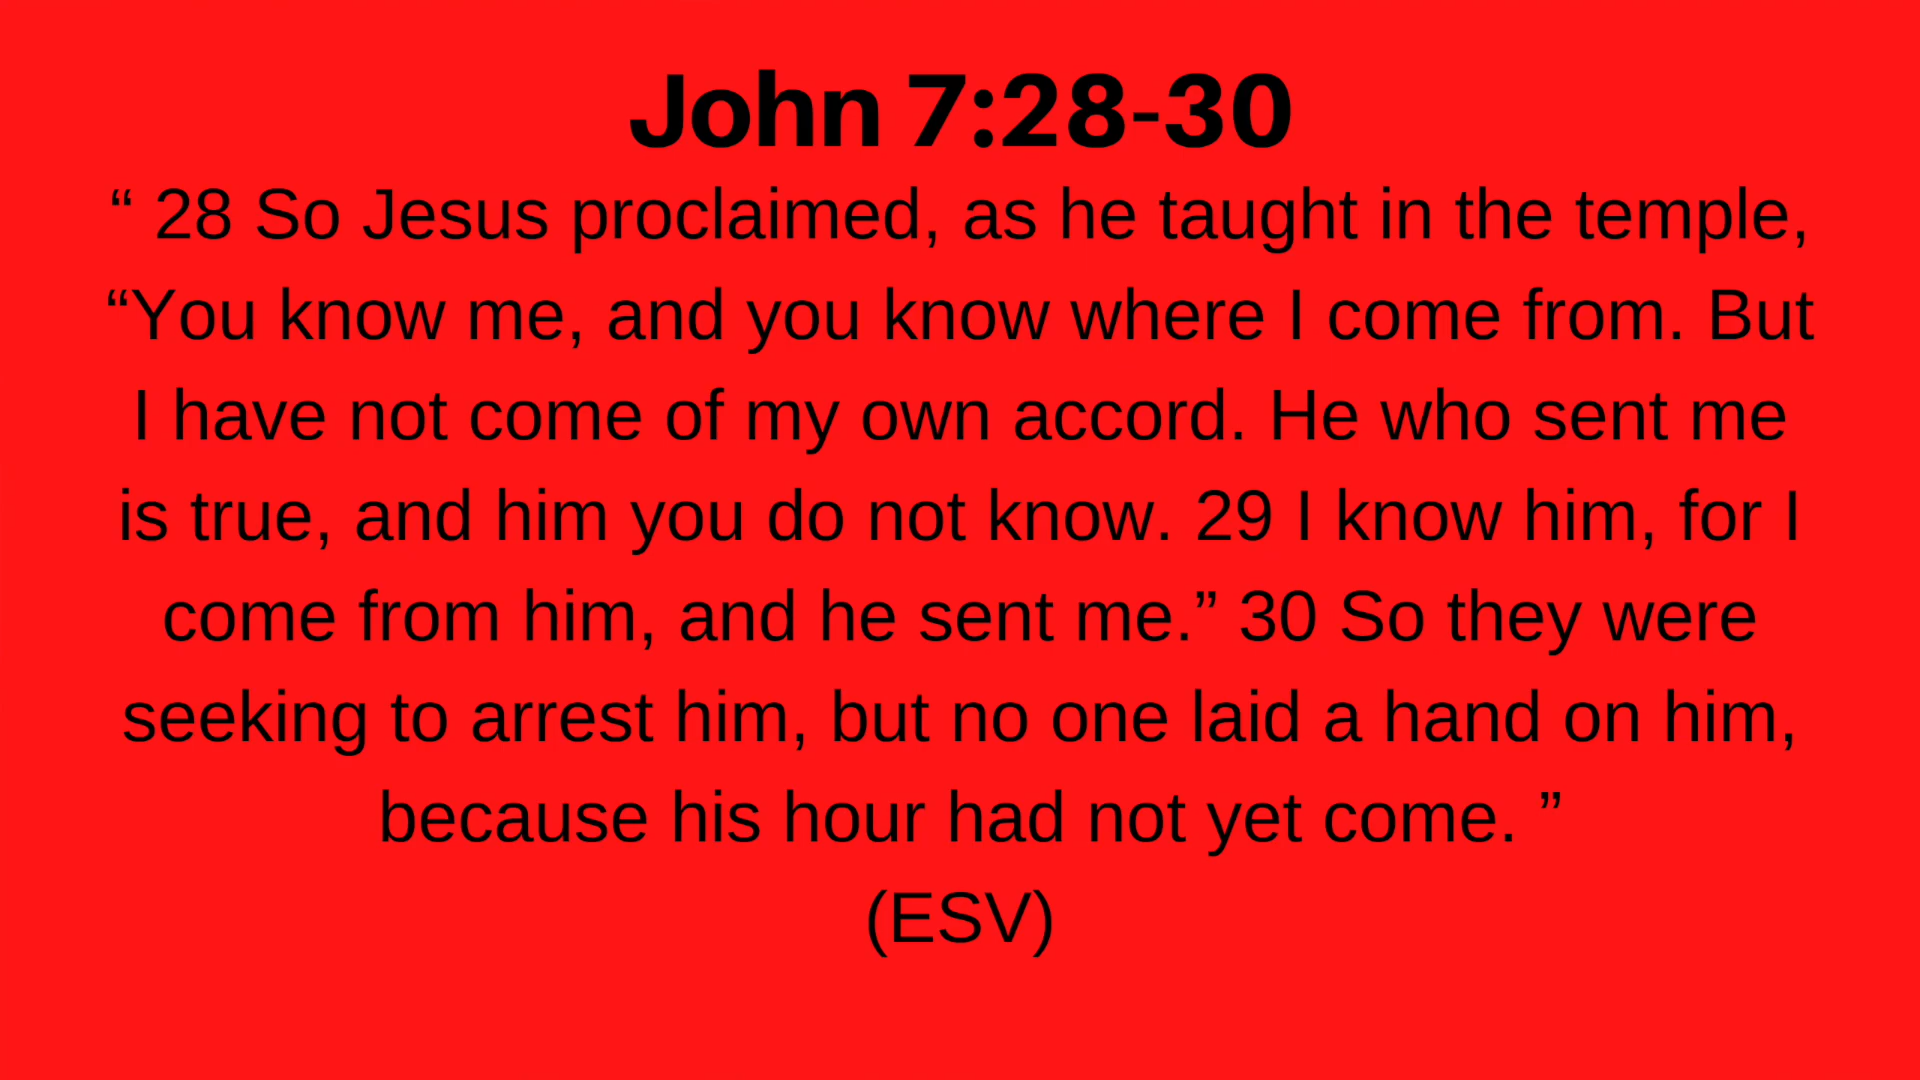 John 7:28-30
“ 28 So Jesus proclaimed, as he taught in the temple,
“You know me, and you know where I come from. But
I have not come of my own accord. He who sent me
is true, and him you do not know. 29 I know him, for I
come from him, and he sent me.” 30 So they were
seeking to arrest him, but no one laid a hand on him,
because his hour had not yet come. ”
(ESV)